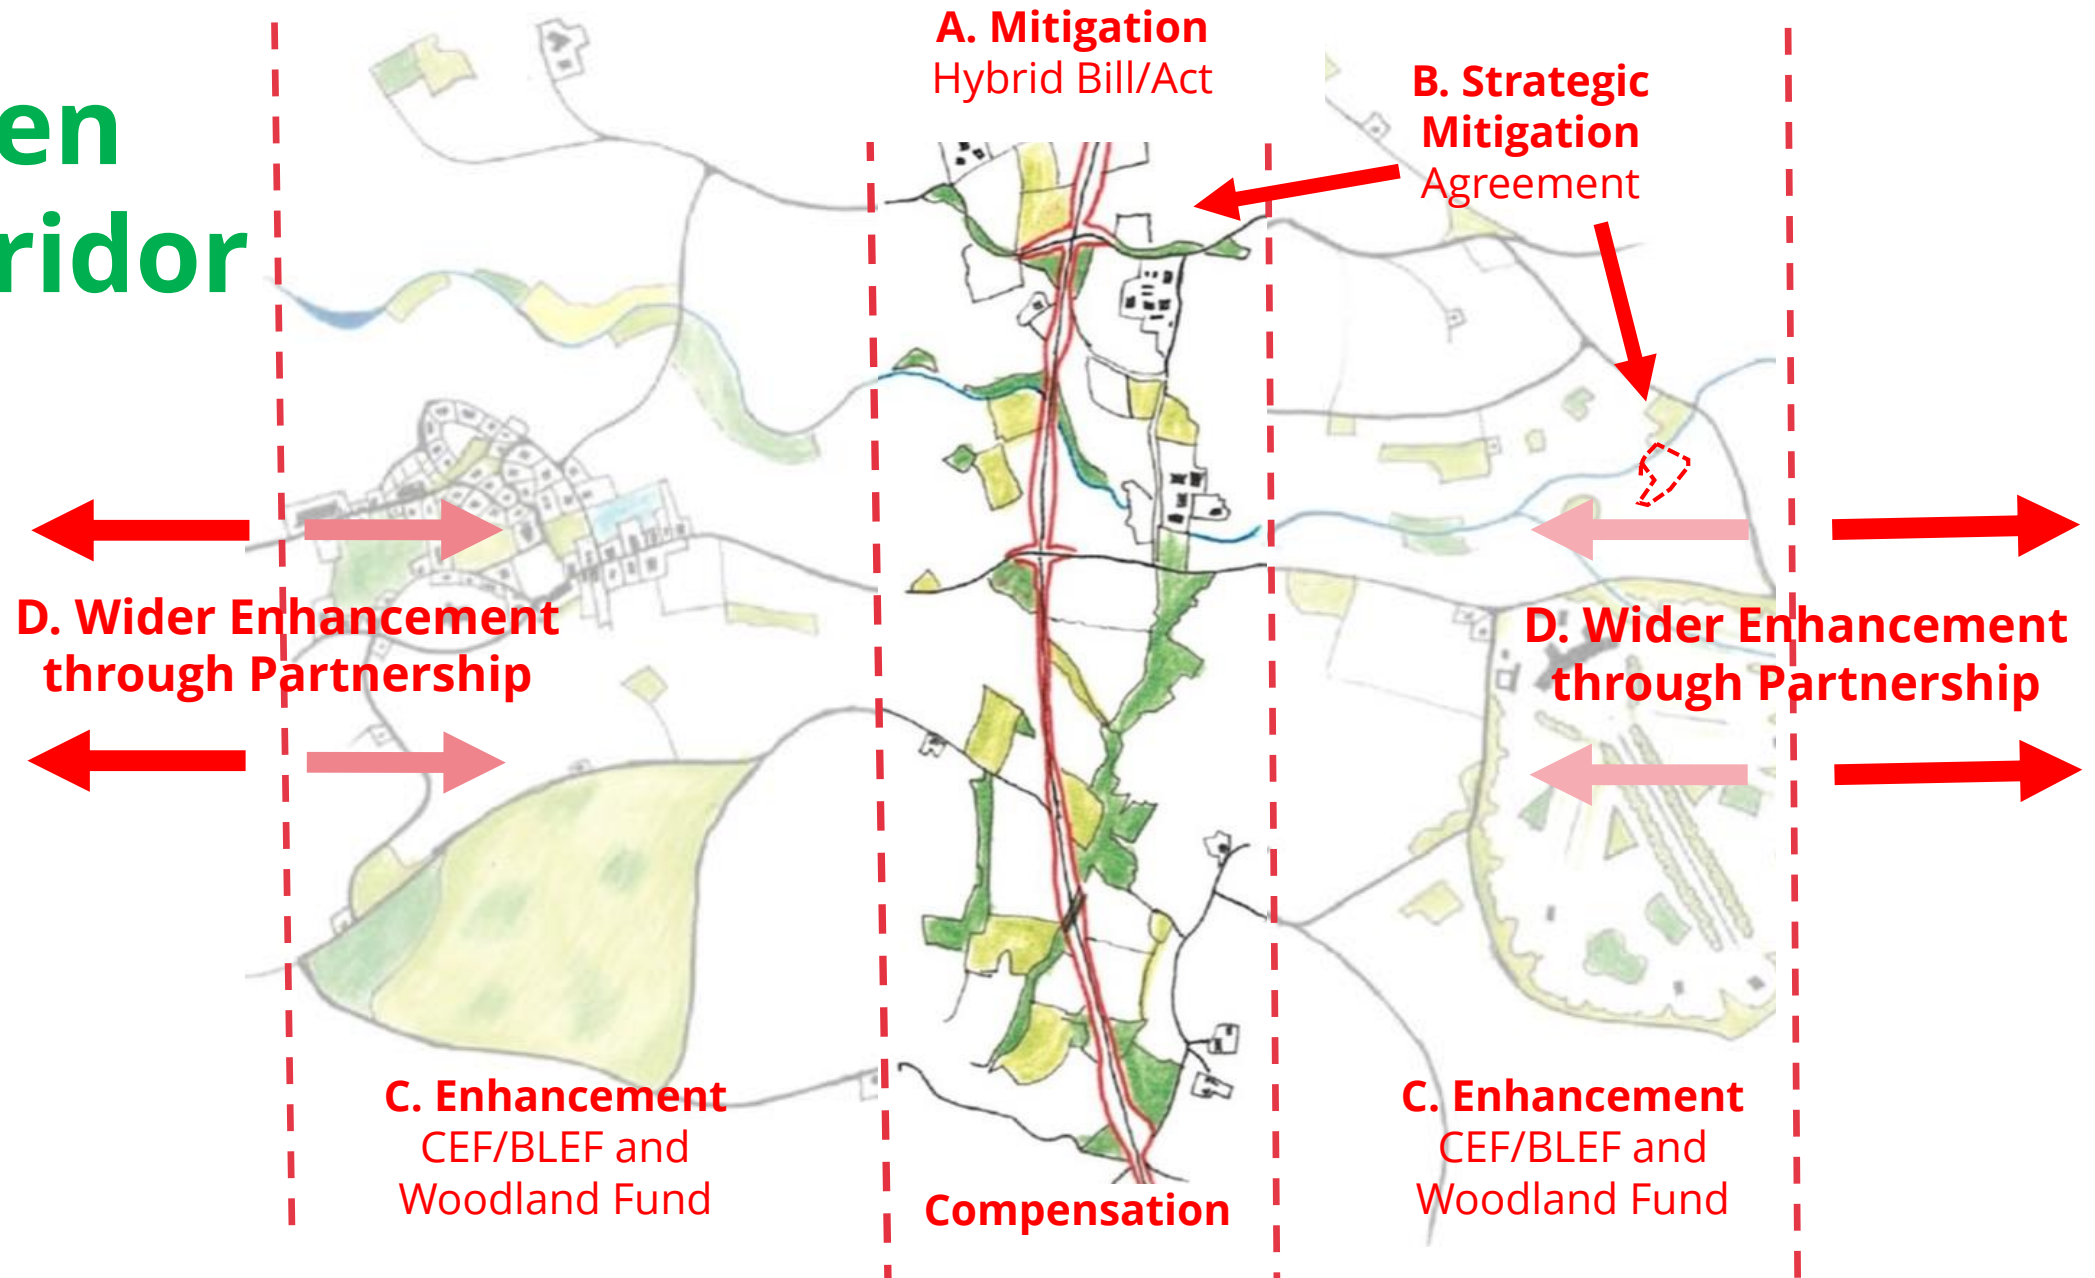 en
ridor
A. Mitigation
Hybrid Bill/Act
B. Strategic
Mitigation
Agreement
D. Wider Enhancement
through Partnership
D. Wider Enhancement
through Partnership
C. Enhancement
CEF/BLEF and
Woodland Fund
Compensation
C. Enhancement
CEF/BLEF and
Woodland Fund